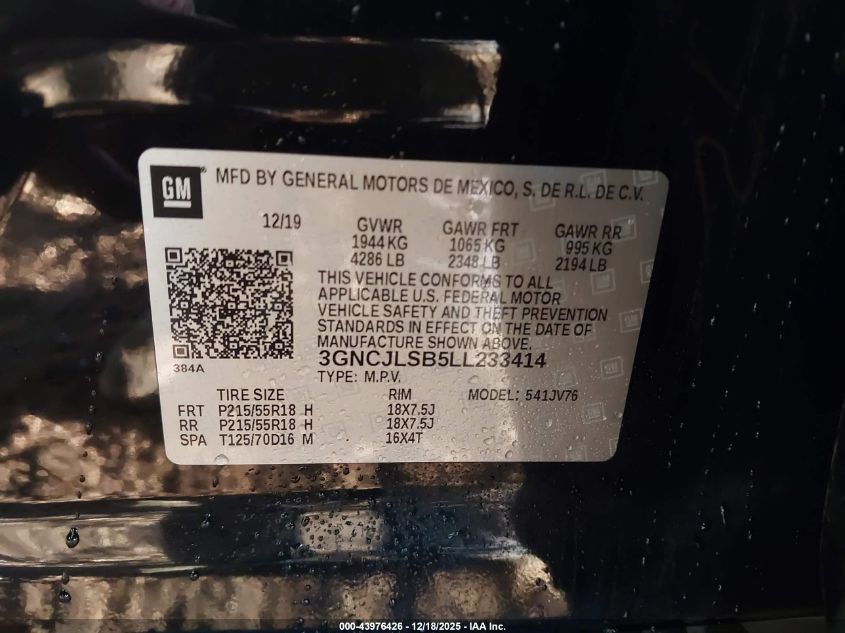 GM
MFD BY GENERAL MOTORS DE MEXICO, S. DE R.L. DE C.V.
12/19 GVWR GAWR FRT GAWR RR
1944 KG 1065 KG 995 KG
4286 LB 2348 LB 2194 LB
THIS VEHICLE CONFORMS TO ALL
APPLICABLE U.S. FEDERAL MOTOR
VEHICLE SAFETY AND THEFT PREVENTION
STANDARDS IN EFFECT ON THE DATE OF
MANUFACTURE SHOWN ABOVE.
384A 3GNCJLSB5LL233414
TYPE: M.P.V.
TIRE SIZE RIM MODEL: 541JV76
FRT P215/55R18 H 18X7.5J
RR P215/55R18 H 18X7.5J
SPA T125/70D16 M 16X4T
000-43976426 - 12/18/2025 - IAA Inc.